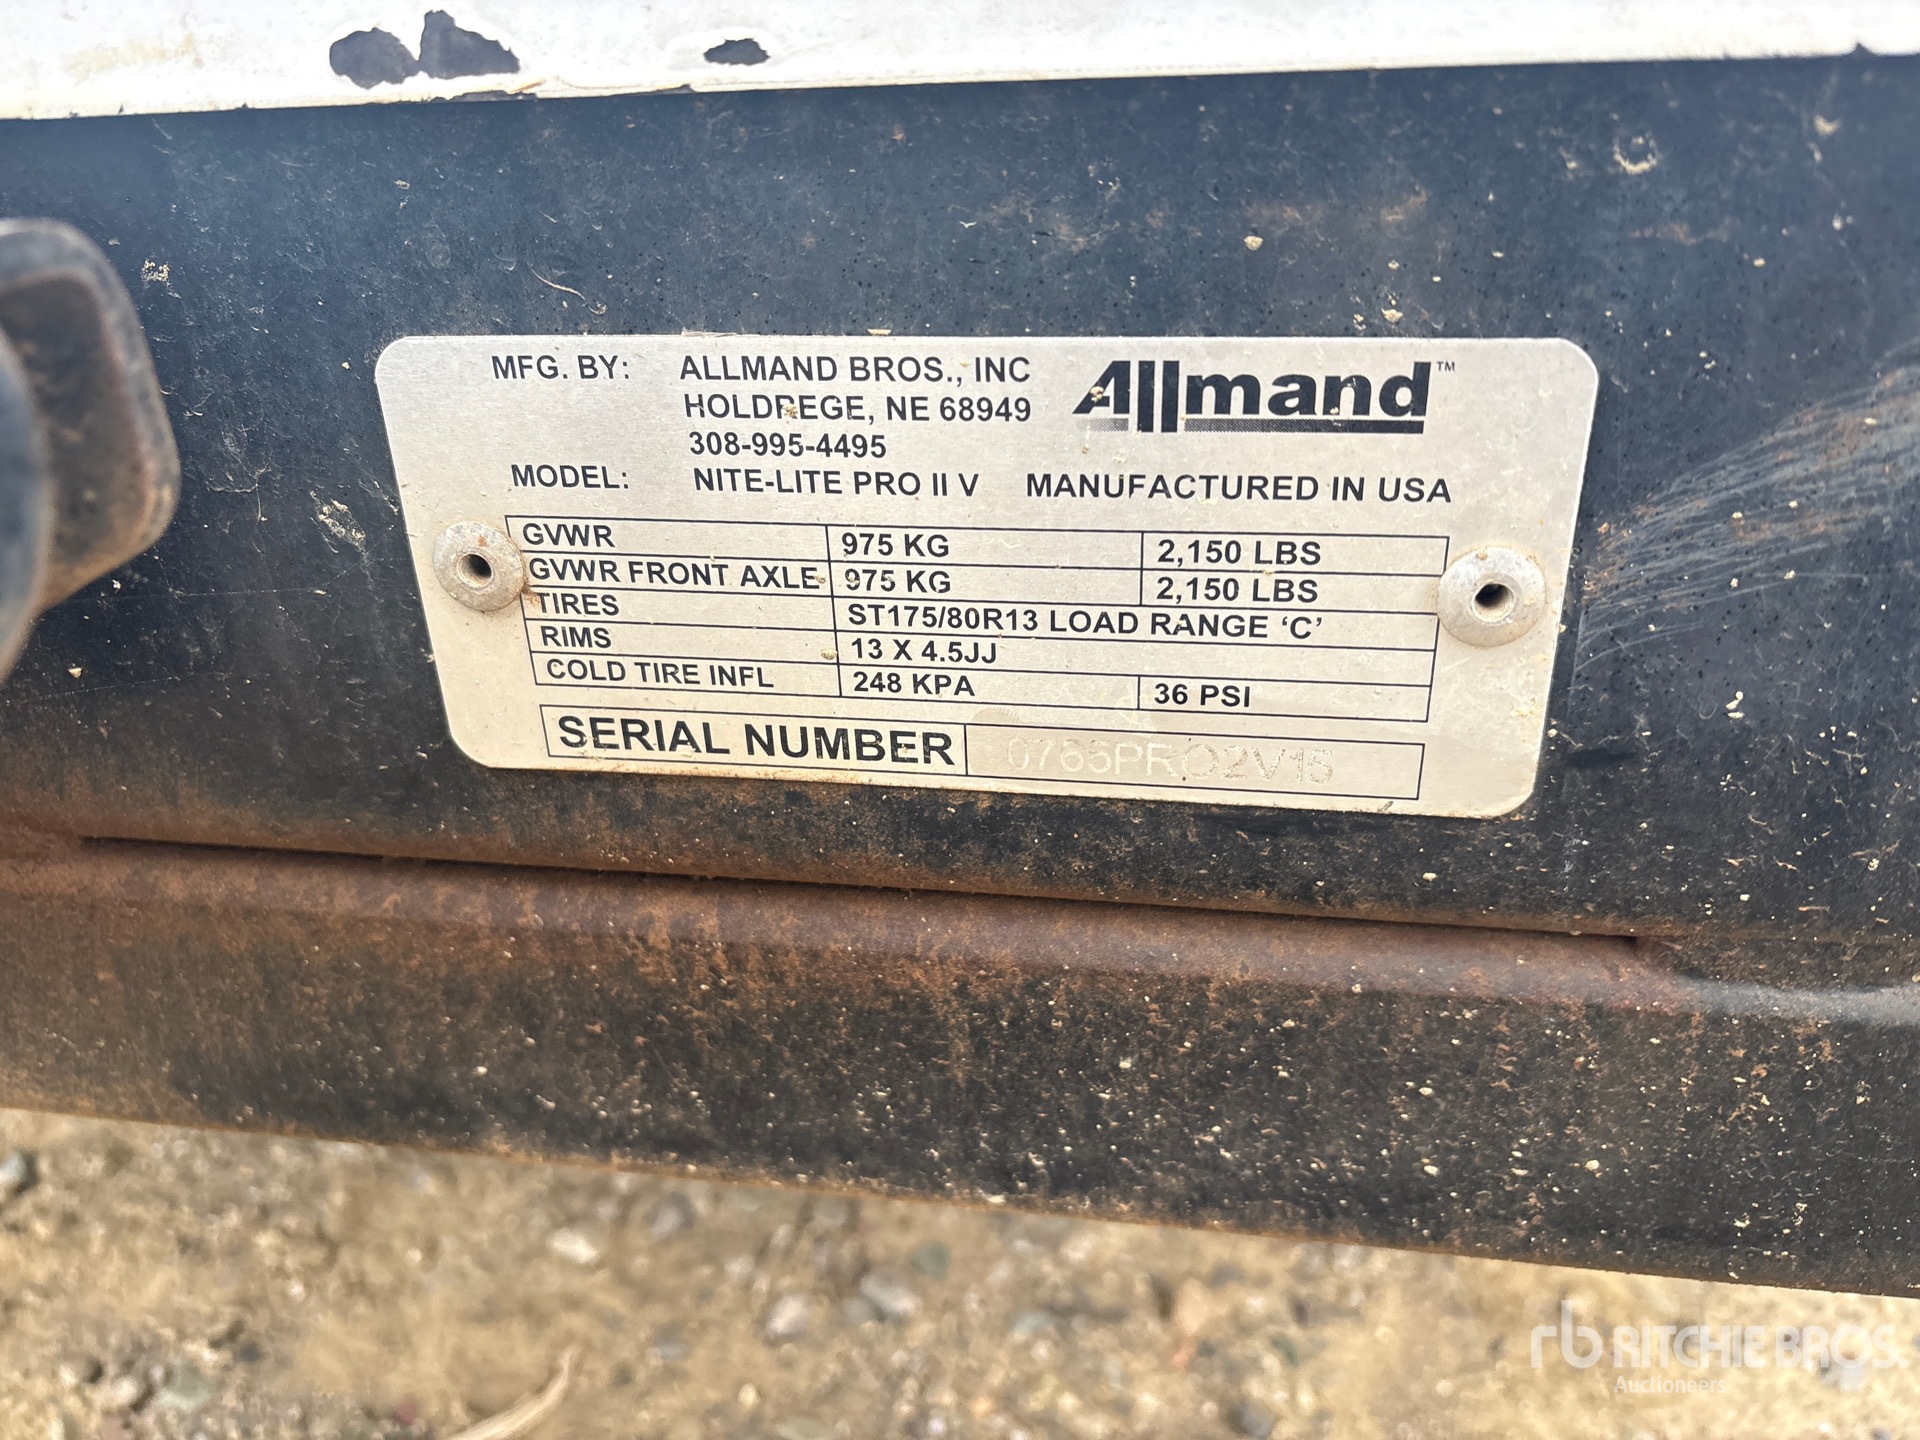 MFG. BY: ALLMAND BROS., INC
HOLDREGE, NE 68949
308-995-4495
Allmand™
MODEL: NITE-LITE PRO II V MANUFACTURED IN USA
GVWR 975 KG 2,150 LBS
GVWR FRONT AXLE 975 KG 2,150 LBS
TIRES ST175/80R13 LOAD RANGE ‘C’
RIMS 13 X 4.5JJ
COLD TIRE INFL 248 KPA 36 PSI
SERIAL NUMBER 0766PRO2V15
rb RITCHIE BROS.
Auctioneers